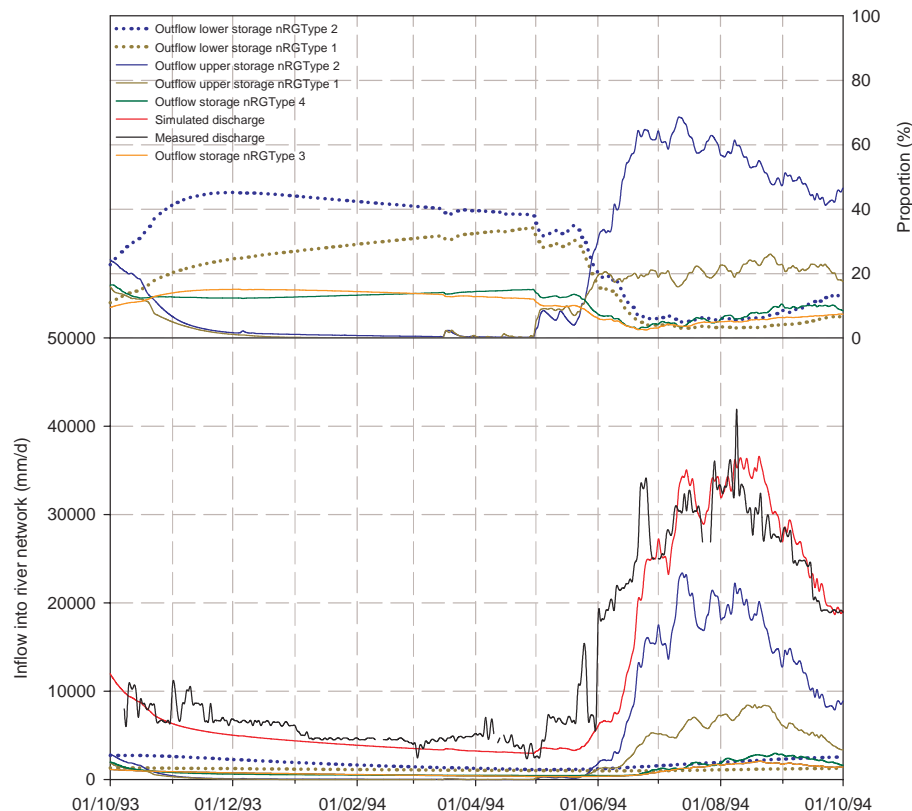 100
Outflow lower storage nRGType 2
Outflow lower storage nRGType 1
Outflow upper storage nRGType 2
80
Outflow upper storage nRGType 1
Outflow storage nRGType 4
Simulated discharge
Measured discharge
60
Outflow storage nRGType 3
Proportion (%)
40
20
50000
0
40000
30000
Inflow into river network (mm/d)
20000
10000
0
01/10/93 01/12/93 01/02/94 01/04/94 01/06/94 01/08/94 01/10/94